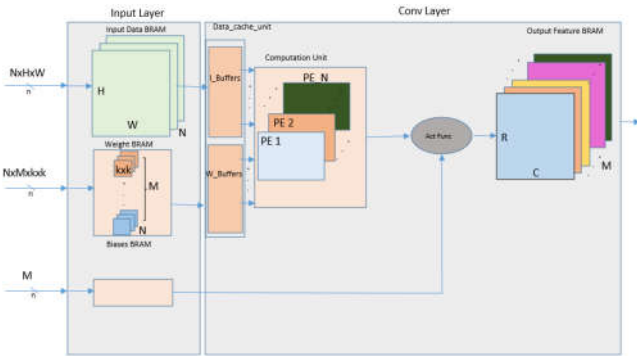 Input Layer
Conv Layer
Input Data BRAM
Data_cache_unit
Output Feature BRAM
Computation Unit
NxHxW
n
H
W
N
I_Buffers
PE_N
PE 2
PE 1
Act Func
R
C
M
Weight BRAM
NxMxkxk
n
kxk
M
N
W_Buffers
Biases BRAM
M
n